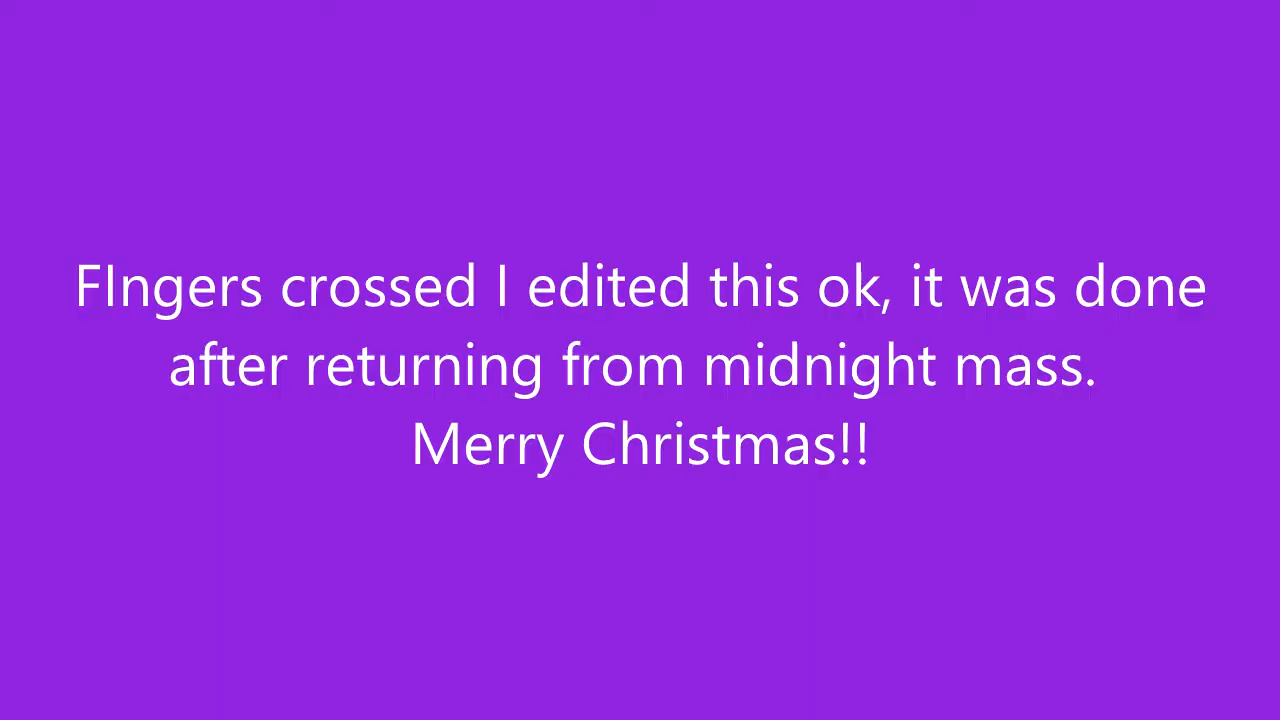 FIngers crossed I edited this ok, it was done
after returning from midnight mass.
Merry Christmas!!